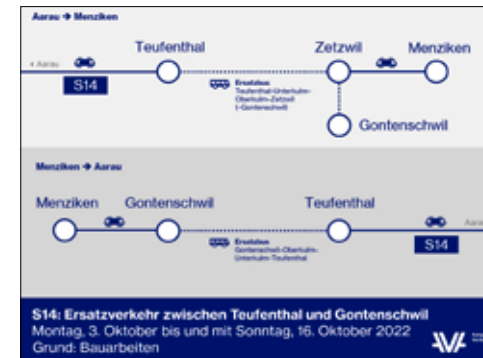 Aarau → Menziken
Teufenthal
Zetzwil
Menziken
Aarau
S14
Ersatzbus
Teufenthal-Unterkulm-
Oberkulm-Zetzwil
(-Gontenschwil)
Gontenschwil
Menziken → Aarau
Menziken
Gontenschwil
Teufenthal
Aarau
S14
Ersatzbus
Gontenschwil-Oberkulm-
Unterkulm-Teufenthal
S14: Ersatzverkehr zwischen Teufenthal und Gontenschwil
Montag, 3. Oktober bis und mit Sonntag, 16. Oktober 2022
Grund: Bauarbeiten